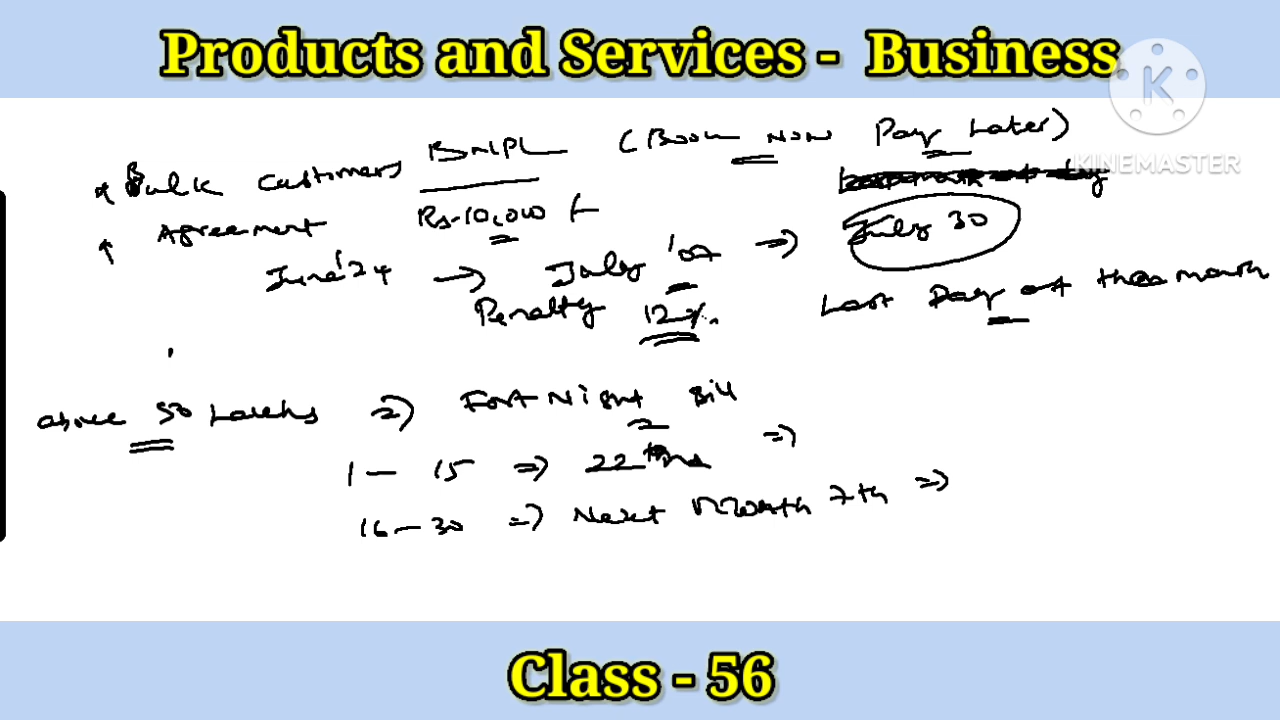 Products and Services - Business
K
KINEMASTER
BNPL (Book Now Pay Later)
* Bulk Customers
* Agreement Rs-10,000/-
June'24 → July '07 ⇒ July 30
Penalty 12%. Last Day of the month
above 50 Lakhs ⇒ Fort Night Bill
1 - 15 ⇒ 22 ⇒
16 - 30 ⇒ Next Month 7th ⇒
Class - 56